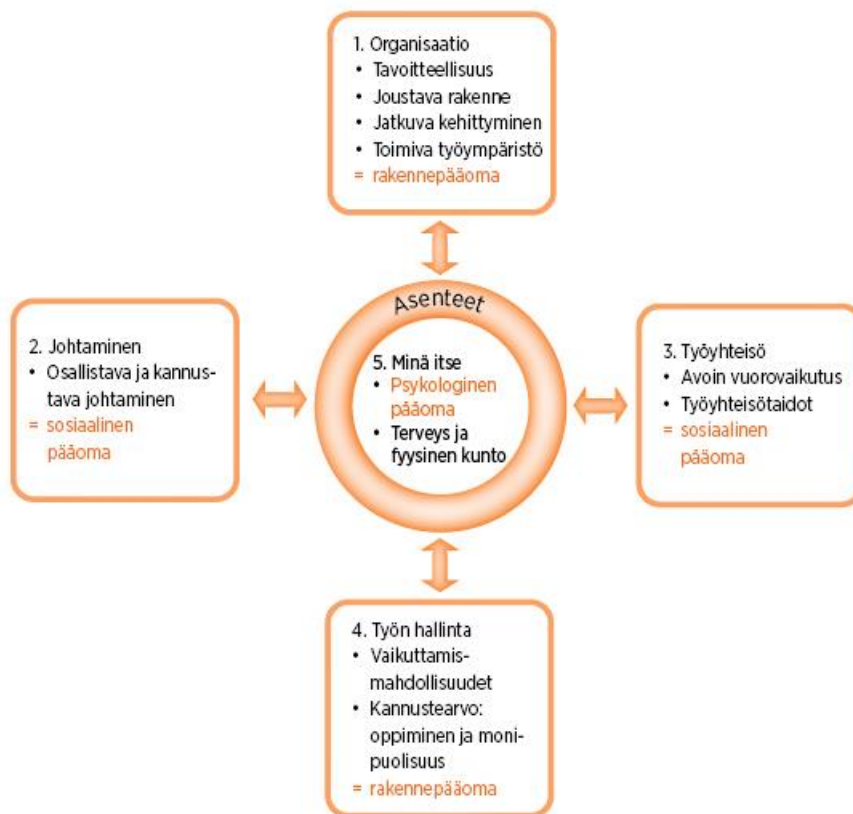 1. Organisaatio
• Tavoitteellisuus
• Joustava rakenne
• Jatkuva kehittyminen
• Toimiva työympäristö
= rakennepääoma
Asenteet
2. Johtaminen
• Osallistava ja kannus-
tava johtaminen
= sosiaalinen
pääoma
5. Minä itse
• Psykologinen
pääoma
• Terveys ja
fyysinen kunto
3. Työyhteisö
• Avoin vuorovaikutus
• Työyhteisötaidot
= sosiaalinen
pääoma
4. Työn hallinta
• Vaikuttamis-
mahdollisuudet
• Kannustearvo:
oppiminen ja moni-
puolisuus
= rakennepääoma